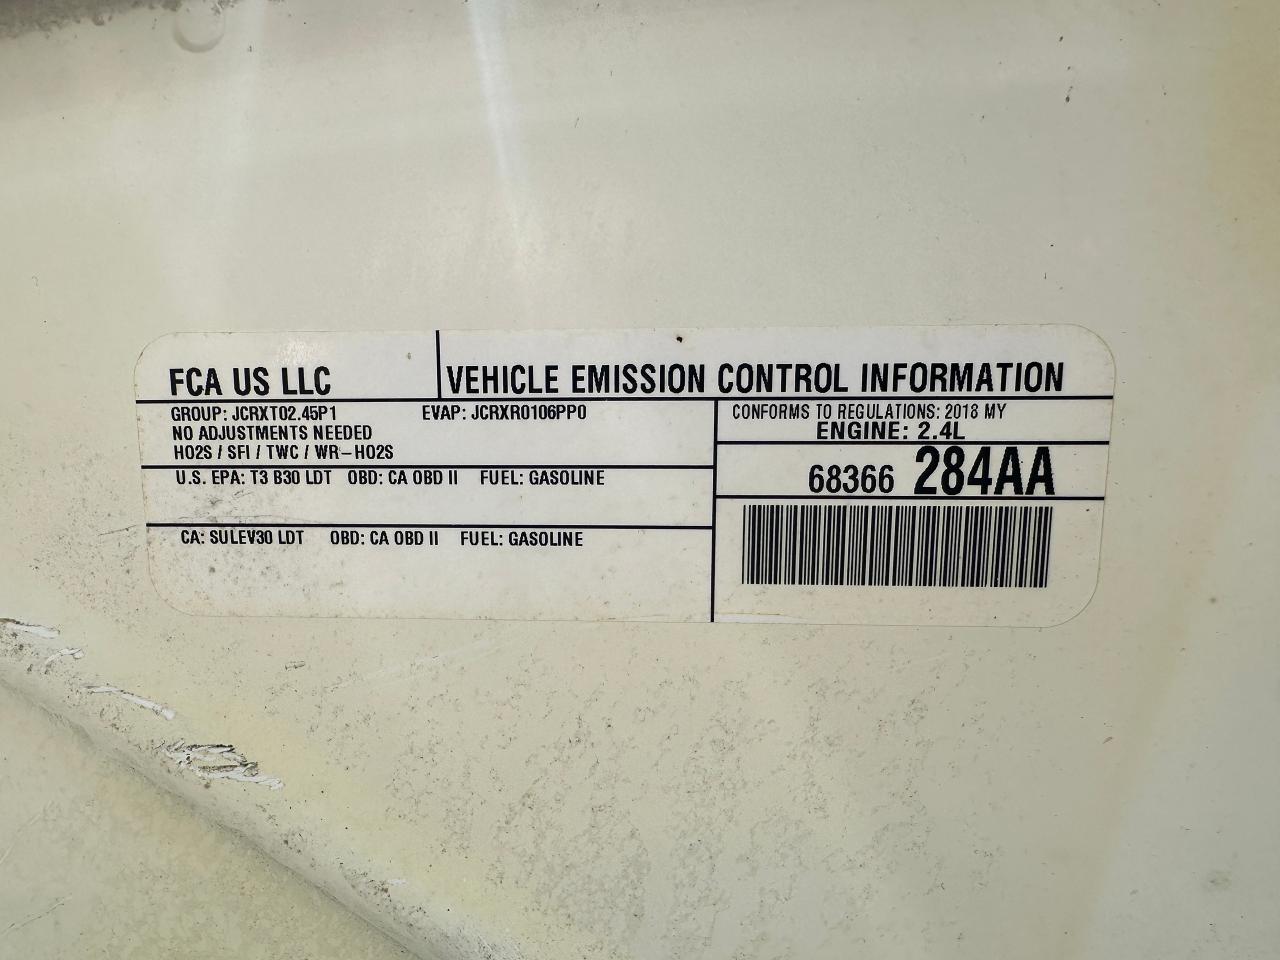 FCA US LLC
VEHICLE EMISSION CONTROL INFORMATION
GROUP: JCRXT02.45P1 EVAP: JCRXR0106PP0
NO ADJUSTMENTS NEEDED
HO2S / SFI / TWC / WR-HO2S
CONFORMS TO REGULATIONS: 2018 MY
ENGINE: 2.4L
U.S. EPA: T3 B30 LDT OBD: CA OBD II FUEL: GASOLINE
68366 284AA
CA: SULEV30 LDT OBD: CA OBD II FUEL: GASOLINE